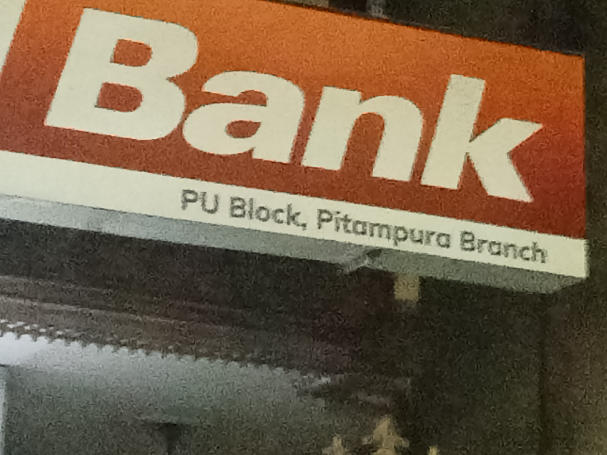 Bank
PU Block, Pitampura Branch